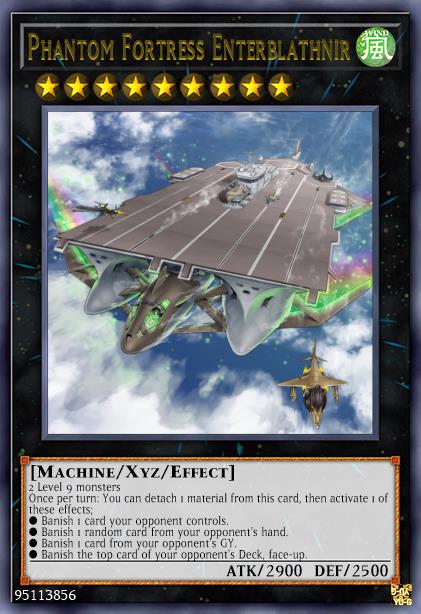 Phantom Fortress Enterblathnir
WIND
風
[Machine/Xyz/Effect]
2 Level 9 monsters
Once per turn: You can detach 1 material from this card, then activate 1 of
these effects;
● Banish 1 card your opponent controls.
● Banish 1 random card from your opponent's hand.
● Banish 1 card from your opponent's GY.
● Banish the top card of your opponent's Deck, face-up.
ATK/2900 DEF/2500
95113856